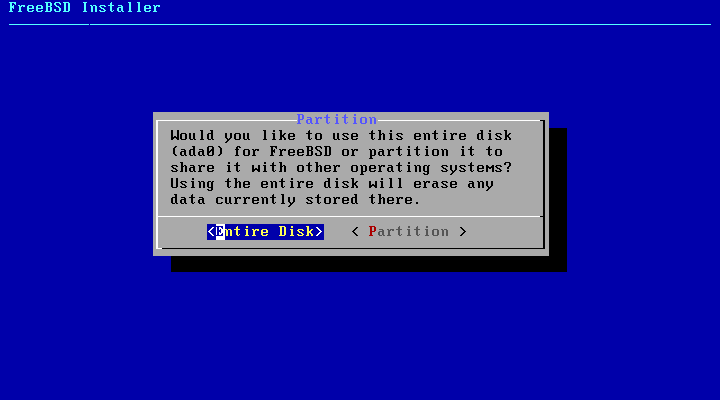 FreeBSD Installer
Partition
Would you like to use this entire disk
(ada0) for FreeBSD or partition it to
share it with other operating systems?
Using the entire disk will erase any
data currently stored there.
<Entire Disk> < Partition >